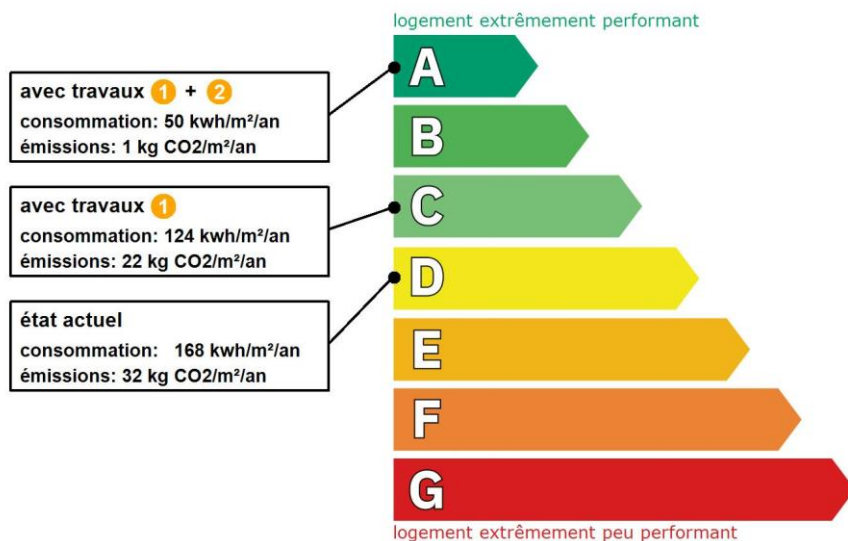 logement extrêmement performant
A
avec travaux 1 + 2
consommation: 50 kwh/m²/an
émissions: 1 kg CO2/m²/an
B
avec travaux 1
consommation: 124 kwh/m²/an
émissions: 22 kg CO2/m²/an
C
D
état actuel
consommation: 168 kwh/m²/an
émissions: 32 kg CO2/m²/an
E
F
G
logement extrêmement peu performant